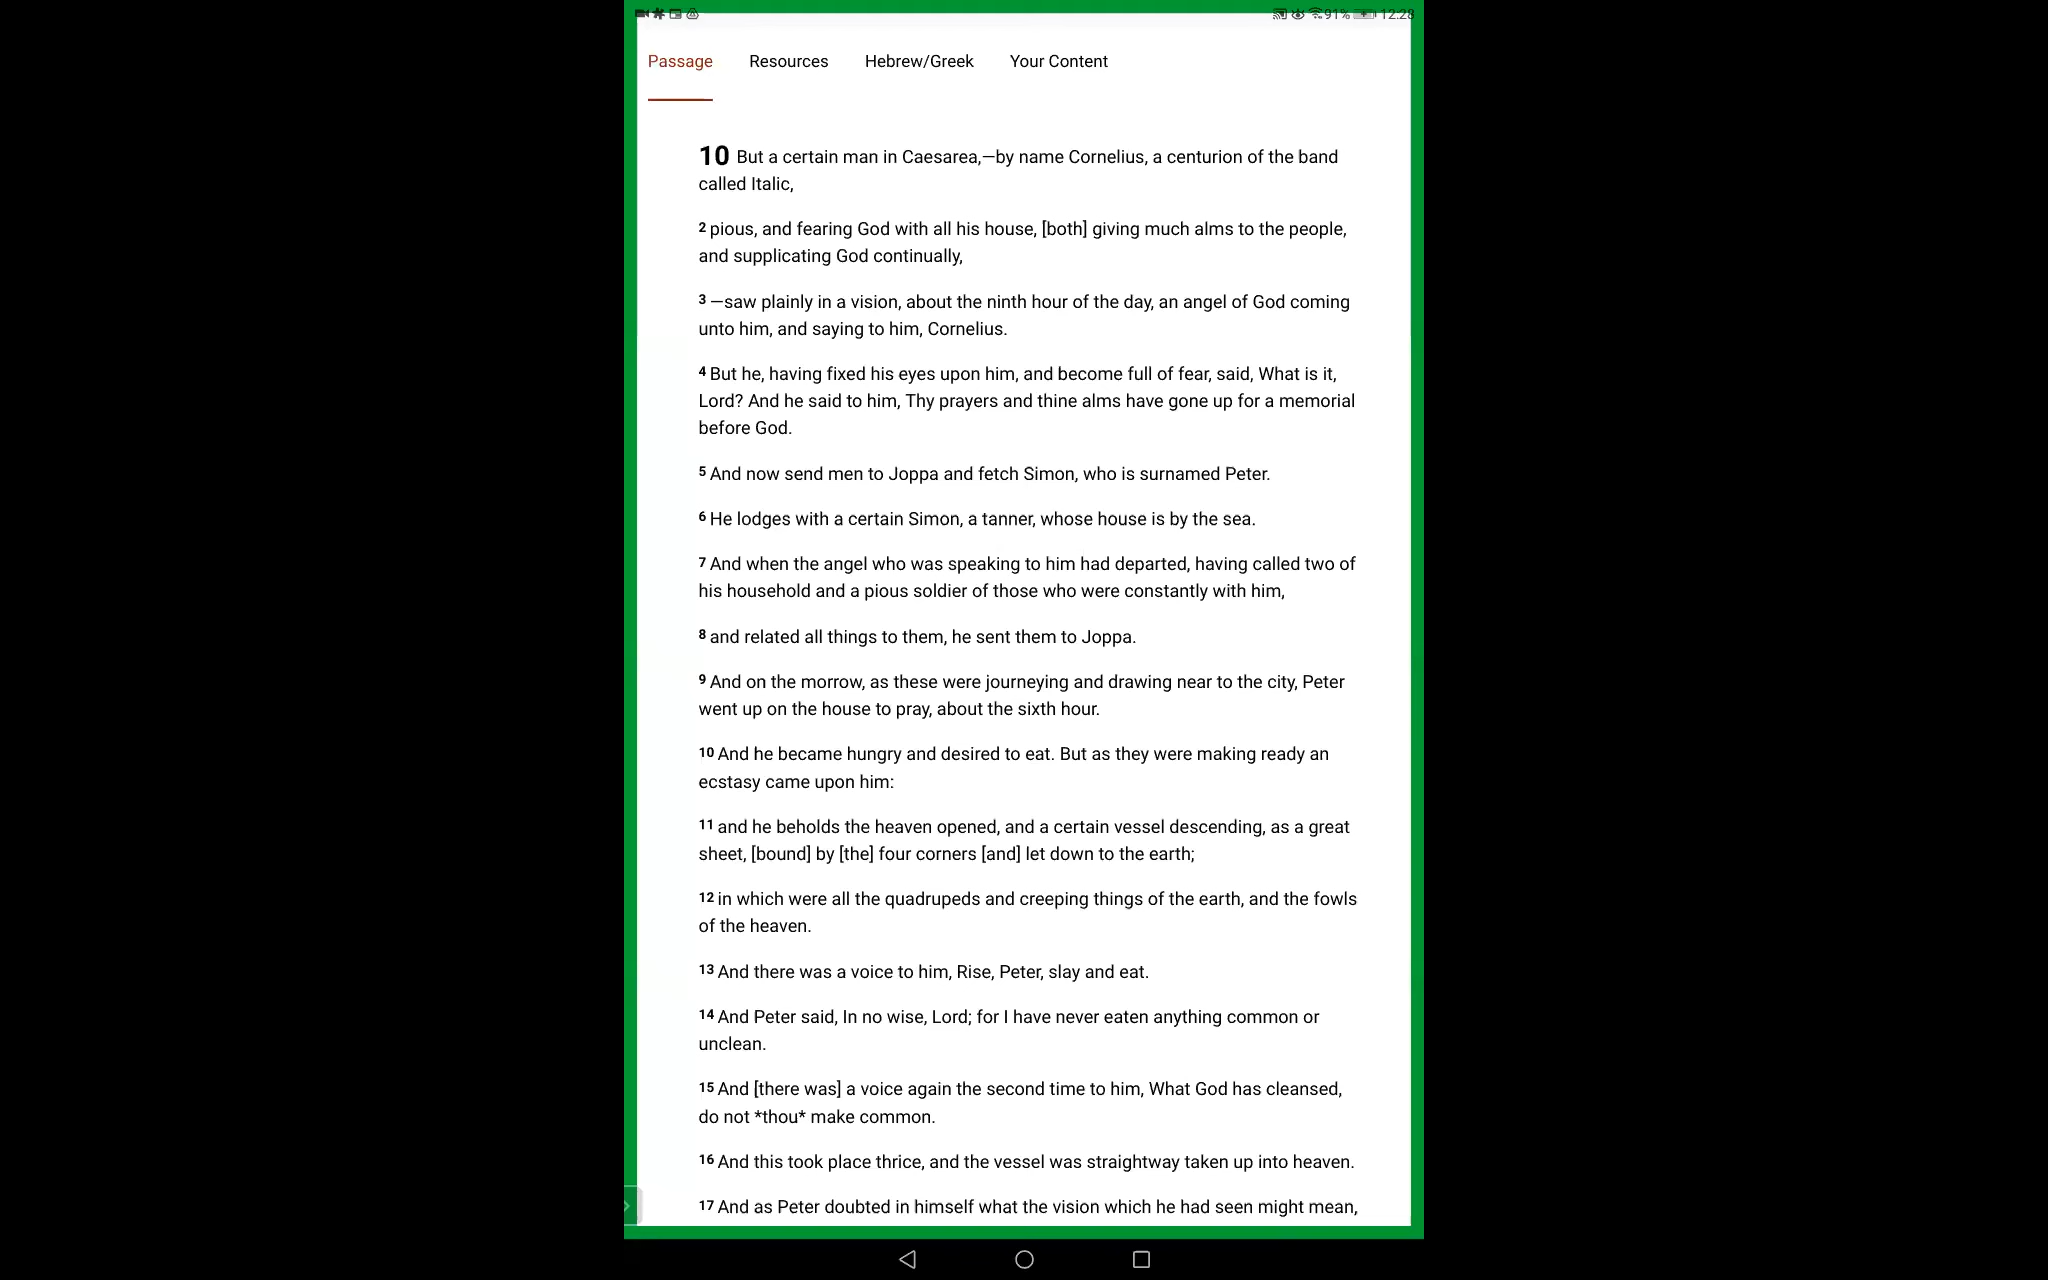 91% 12:28
Passage Resources Hebrew/Greek Your Content
10 But a certain man in Caesarea,—by name Cornelius, a centurion of the band
called Italic,
2 pious, and fearing God with all his house, [both] giving much alms to the people,
and supplicating God continually,
3 —saw plainly in a vision, about the ninth hour of the day, an angel of God coming
unto him, and saying to him, Cornelius.
4 But he, having fixed his eyes upon him, and become full of fear, said, What is it,
Lord? And he said to him, Thy prayers and thine alms have gone up for a memorial
before God.
5 And now send men to Joppa and fetch Simon, who is surnamed Peter.
6 He lodges with a certain Simon, a tanner, whose house is by the sea.
7 And when the angel who was speaking to him had departed, having called two of
his household and a pious soldier of those who were constantly with him,
8 and related all things to them, he sent them to Joppa.
9 And on the morrow, as these were journeying and drawing near to the city, Peter
went up on the house to pray, about the sixth hour.
10 And he became hungry and desired to eat. But as they were making ready an
ecstasy came upon him:
11 and he beholds the heaven opened, and a certain vessel descending, as a great
sheet, [bound] by [the] four corners [and] let down to the earth;
12 in which were all the quadrupeds and creeping things of the earth, and the fowls
of the heaven.
13 And there was a voice to him, Rise, Peter, slay and eat.
14 And Peter said, In no wise, Lord; for I have never eaten anything common or
unclean.
15 And [there was] a voice again the second time to him, What God has cleansed,
do not *thou* make common.
16 And this took place thrice, and the vessel was straightway taken up into heaven.
17 And as Peter doubted in himself what the vision which he had seen might mean,